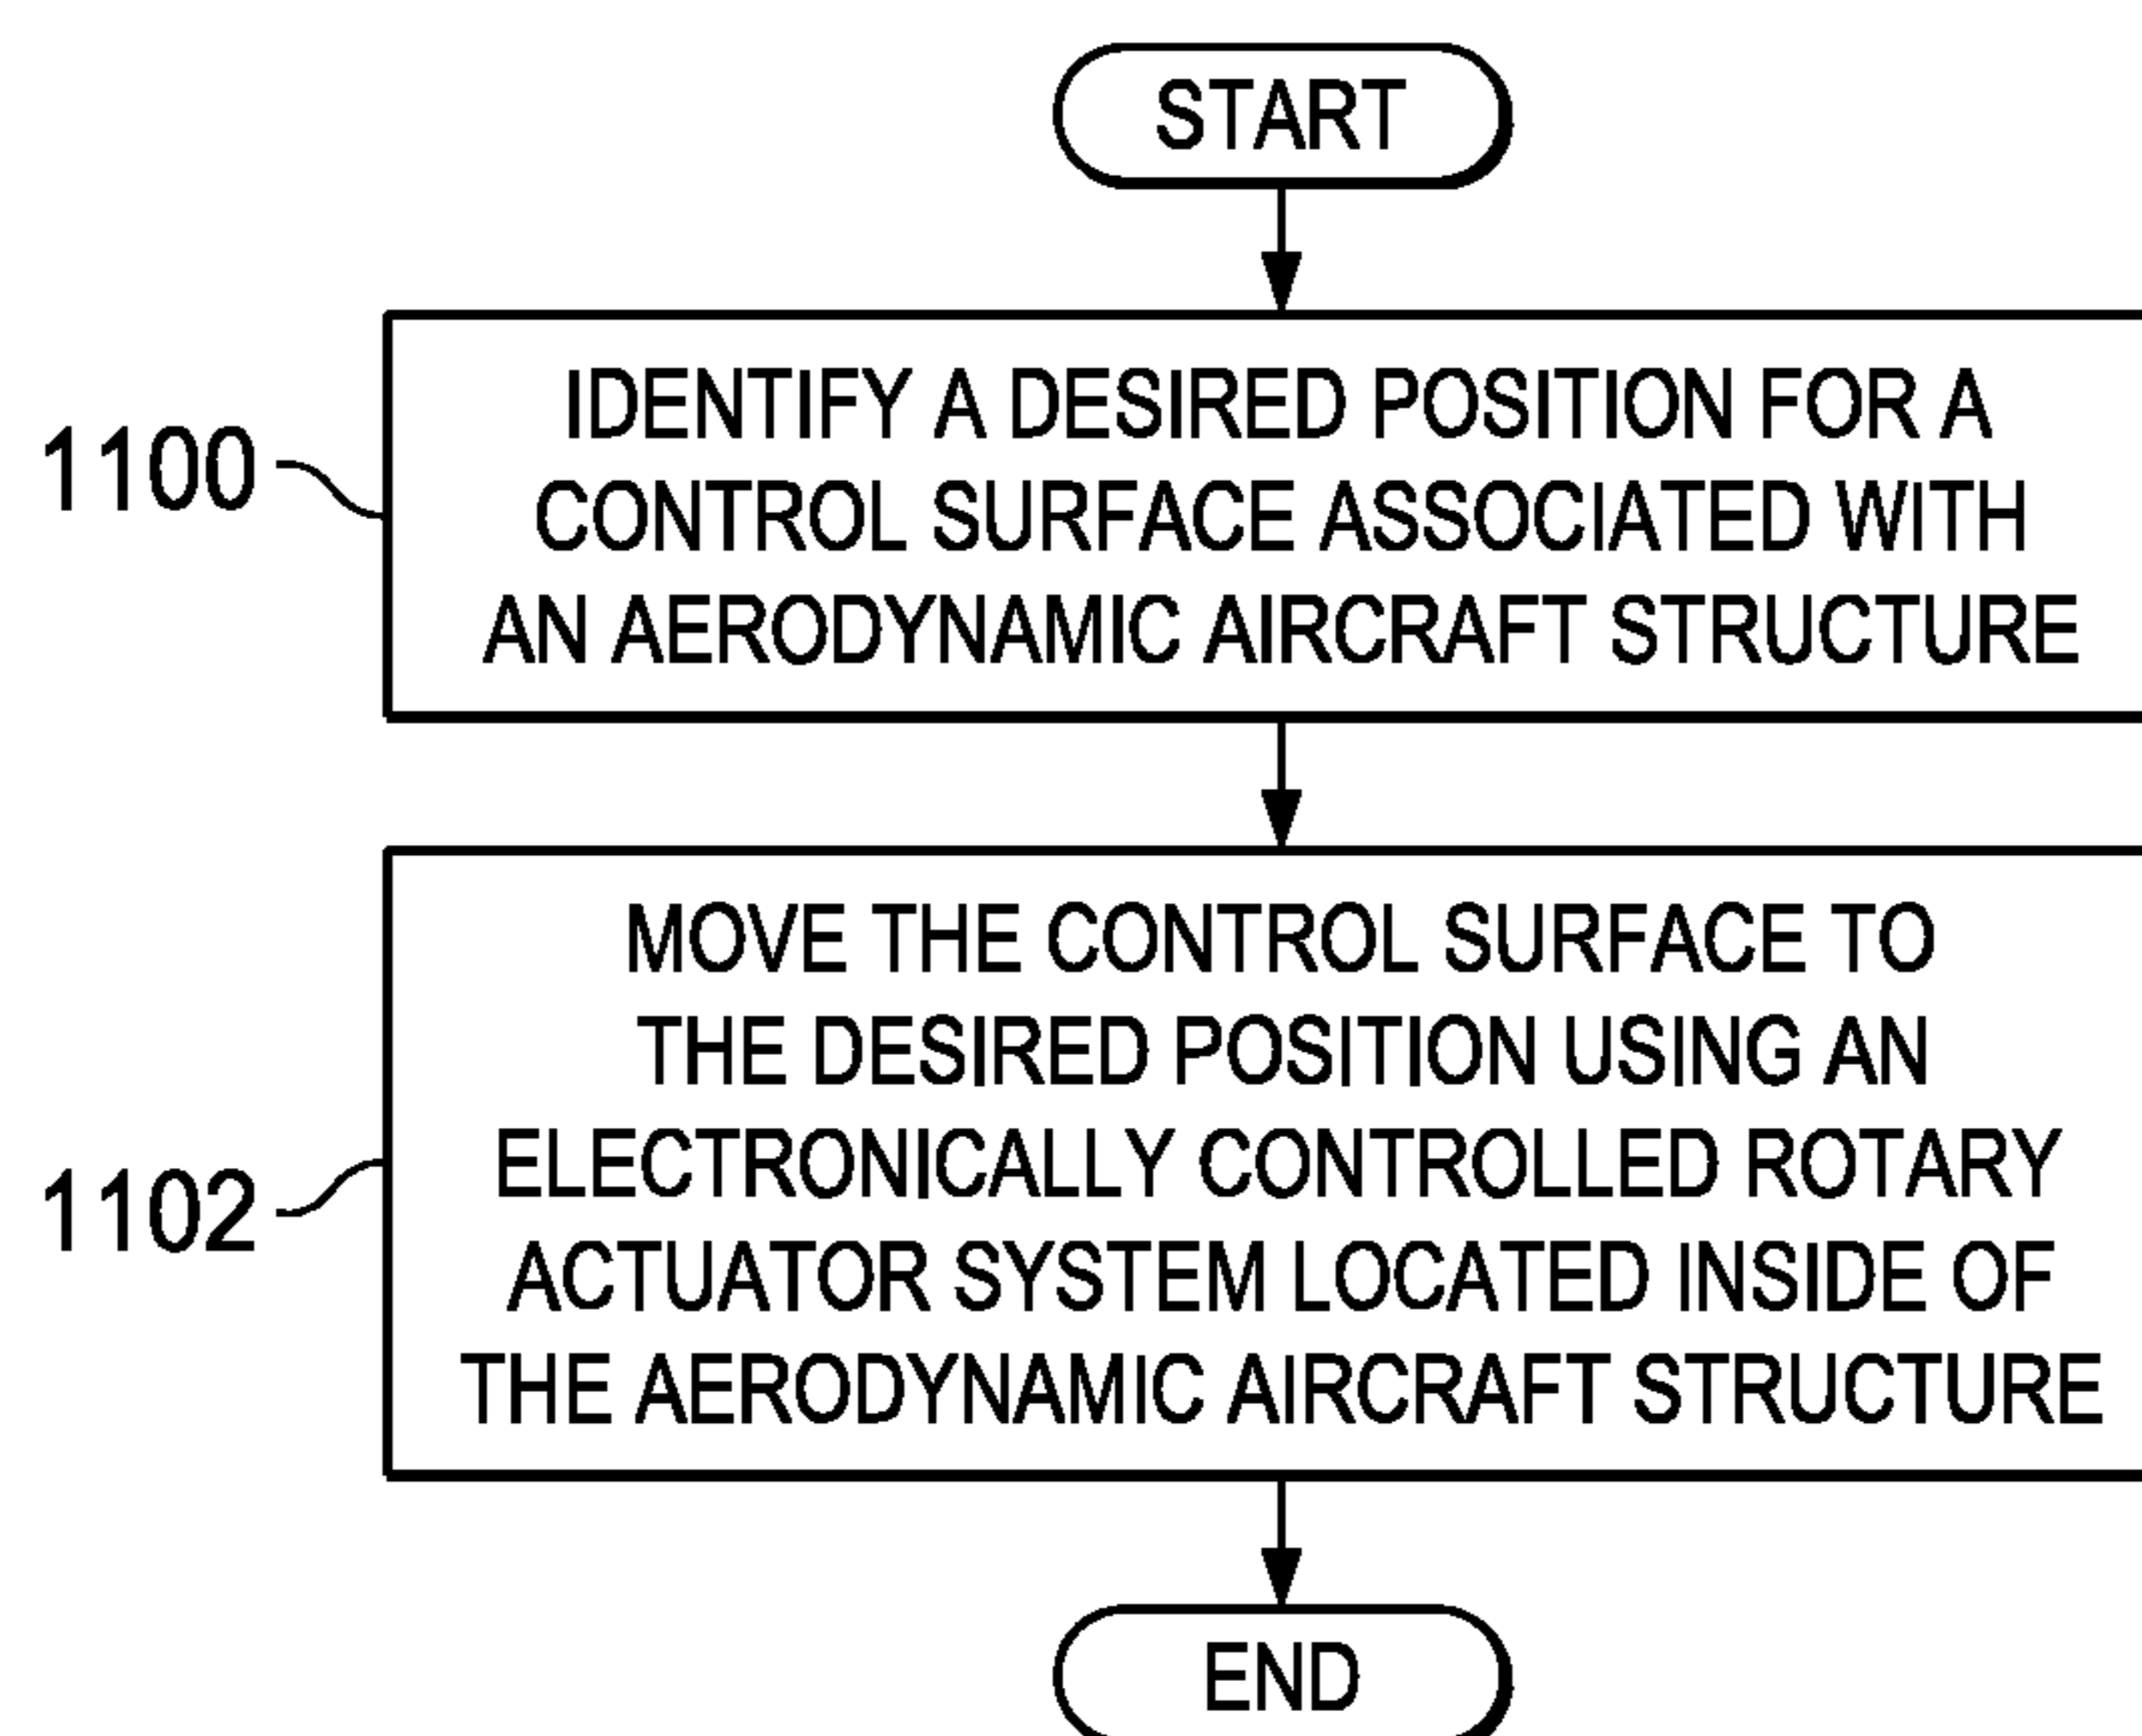 START
1100
IDENTIFY A DESIRED POSITION FOR A
CONTROL SURFACE ASSOCIATED WITH
AN AERODYNAMIC AIRCRAFT STRUCTURE
1102
MOVE THE CONTROL SURFACE TO
THE DESIRED POSITION USING AN
ELECTRONICALLY CONTROLLED ROTARY
ACTUATOR SYSTEM LOCATED INSIDE OF
THE AERODYNAMIC AIRCRAFT STRUCTURE
END